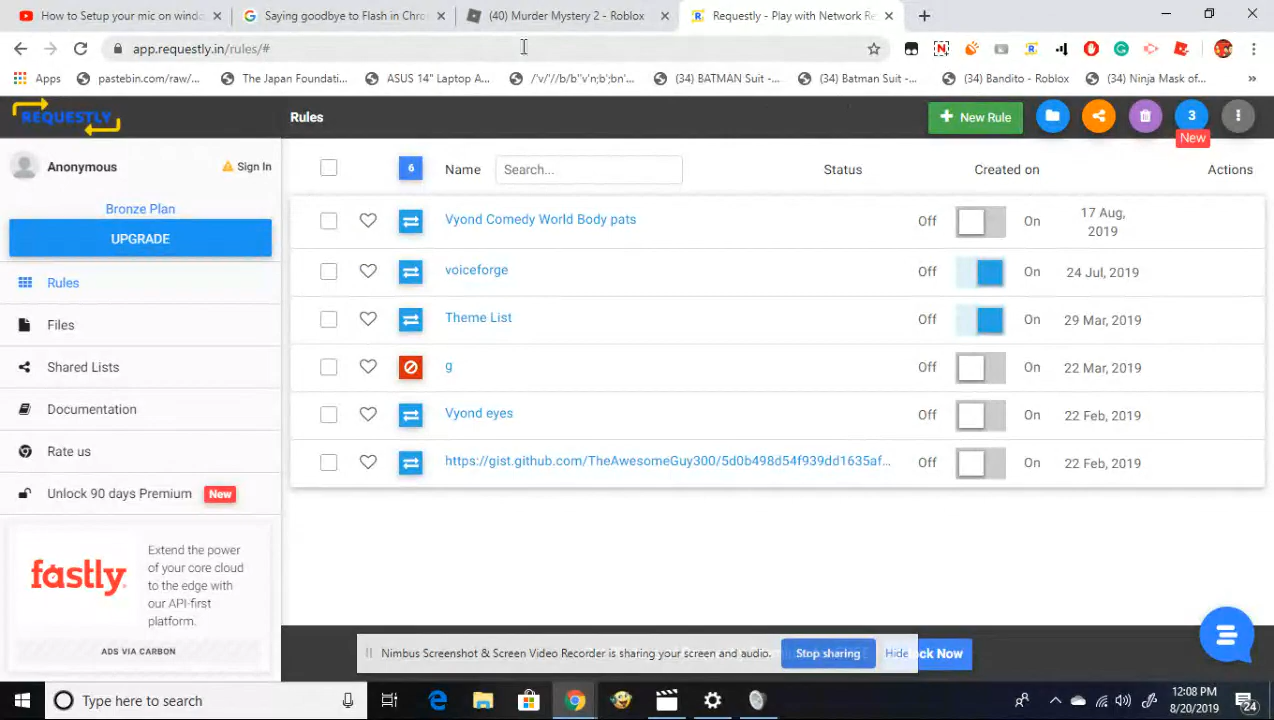 How to Setup your mic on windo
Saying goodbye to Flash in Chro
(40) Murder Mystery 2 - Roblox
Requestly - Play with Network Re
app.requestly.in/rules/#
Apps
pastebin.com/raw/...
The Japan Foundati...
ASUS 14" Laptop A...
/'v/'//b/b"v'n;b';bn'...
(34) BATMAN Suit -...
(34) Batman Suit -...
(34) Bandito - Roblox
(34) Ninja Mask of...
»
REQUESTLY
Rules
New Rule
3
New
Anonymous
Sign In
Bronze Plan
UPGRADE
Rules
Files
Shared Lists
Documentation
Rate us
Unlock 90 days Premium
New
fastly
Extend the power
of your core cloud
to the edge with
our API-first
platform.
ADS VIA CARBON
6
Name
Search...
Status
Created on
Actions
Vyond Comedy World Body pats
Off
On
17 Aug,
2019
voiceforge
Off
On
24 Jul, 2019
Theme List
Off
On
29 Mar, 2019
g
Off
On
22 Mar, 2019
Vyond eyes
Off
On
22 Feb, 2019
https://gist.github.com/TheAwesomeGuy300/5d0b498d54f939dd1635af...
Off
On
22 Feb, 2019
Nimbus Screenshot & Screen Video Recorder is sharing your screen and audio.
Stop sharing
Hide
ock Now
Type here to search
12:08 PM
8/20/2019
24